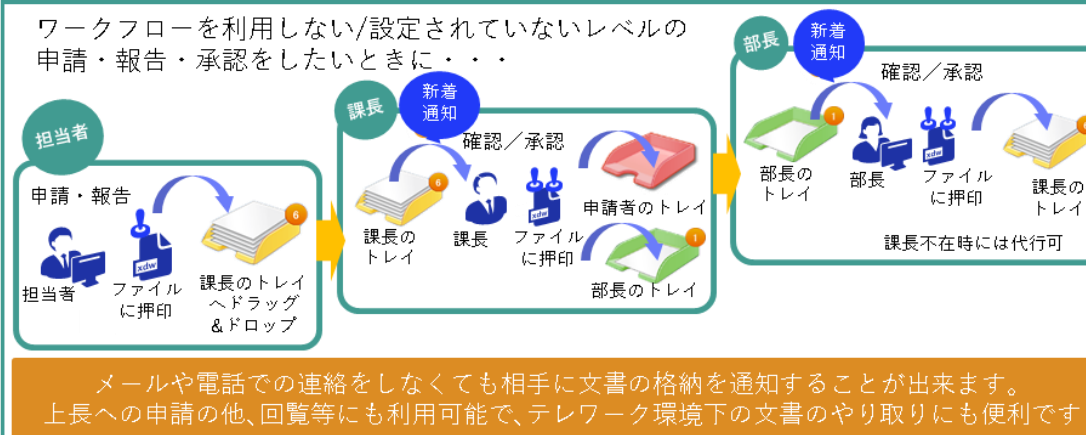 ワークフローを利用しない/設定されていないレベルの
申請・報告・承認をしたいときに・・・
担当者
申請・報告
担当者
xdw
ファイル
に押印
6
課長のトレイ
へドラッグ
&ドロップ
課長
新着
通知
確認／承認
6
課長の
トレイ
課長
xdw
ファイル
に押印
申請者のトレイ
1
部長のトレイ
部長
新着
通知
確認／承認
1
部長の
トレイ
部長
xdw
ファイル
に押印
課長の
トレイ
課長不在時には代行可
メールや電話での連絡をしなくても相手に文書の格納を通知することが出来ます。
上長への申請の他、回覧等にも利用可能で、テレワーク環境下の文書のやり取りにも便利です